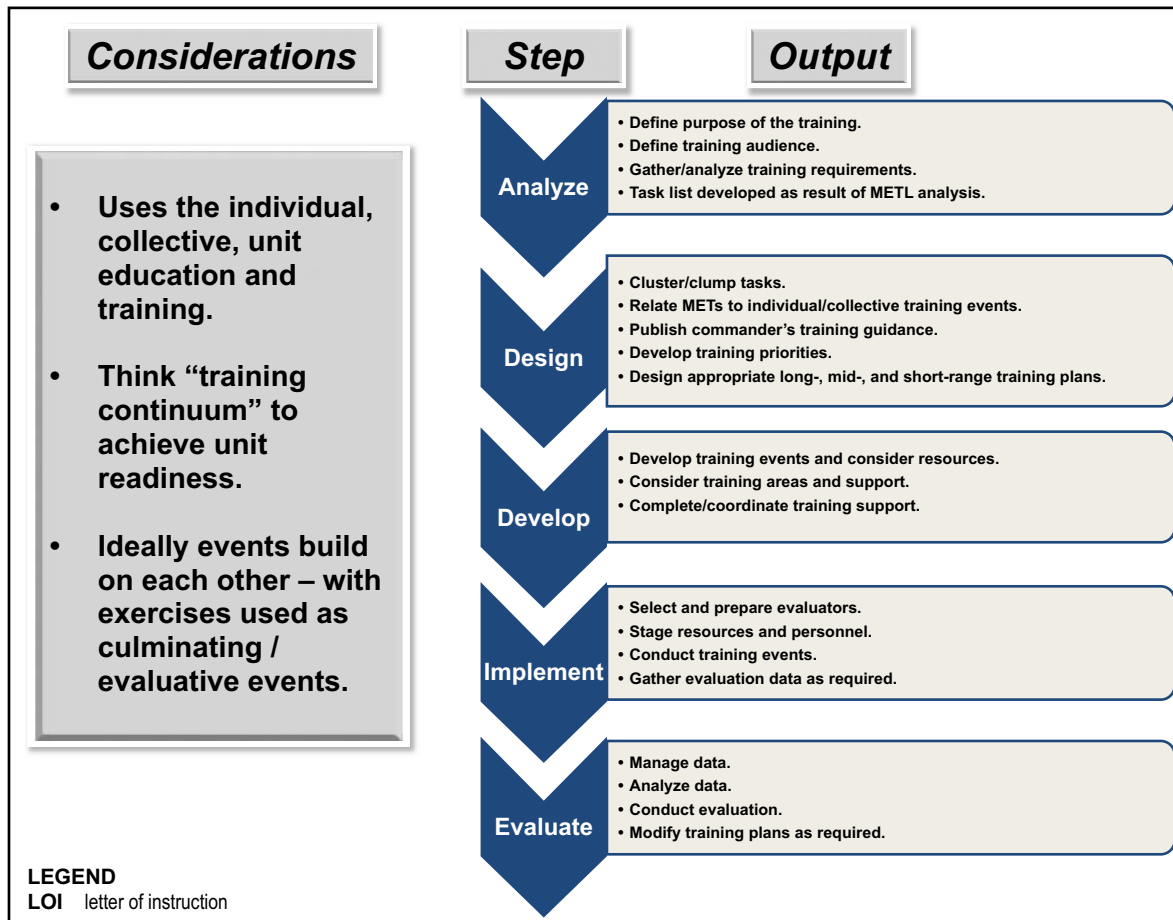 Considerations
Step
Output
• Uses the individual,
collective, unit
education and
training.
• Think “training
continuum” to
achieve unit
readiness.
• Ideally events build
on each other – with
exercises used as
culminating /
evaluative events.
Analyze
• Define purpose of the training.
• Define training audience.
• Gather/analyze training requirements.
• Task list developed as result of METL analysis.
Design
• Cluster/clump tasks.
• Relate METs to individual/collective training events.
• Publish commander’s training guidance.
• Develop training priorities.
• Design appropriate long-, mid-, and short-range training plans.
Develop
• Develop training events and consider resources.
• Consider training areas and support.
• Complete/coordinate training support.
Implement
• Select and prepare evaluators.
• Stage resources and personnel.
• Conduct training events.
• Gather evaluation data as required.
Evaluate
• Manage data.
• Analyze data.
• Conduct evaluation.
• Modify training plans as required.
LEGEND
LOI letter of instruction